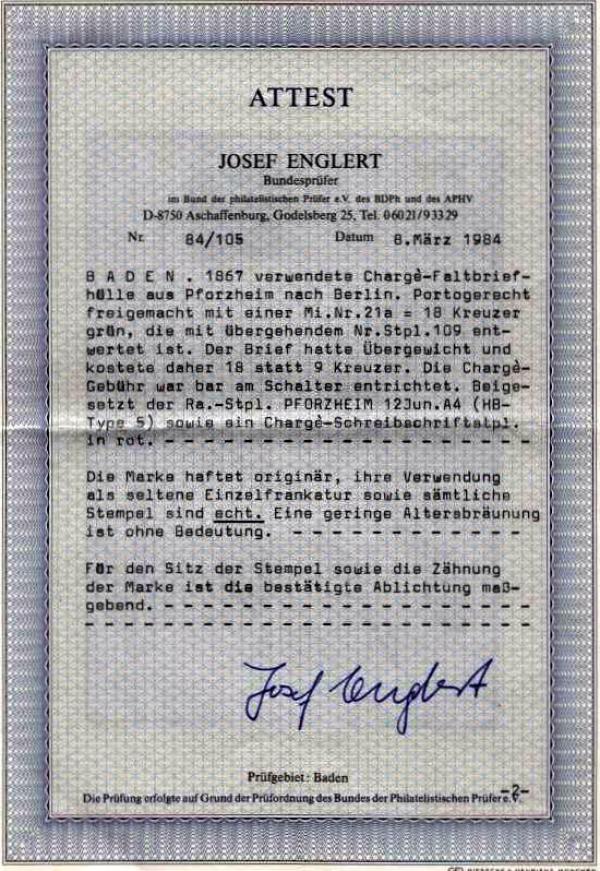 ATTEST
JOSEF ENGLERT
Bundesprüfer
im Bund der philatelistischen Prüfer e.V. des BDPh und des APHV
D-8750 Aschaffenburg, Godelsberg 25, Tel. 06021/93329
Nr. 84/105 Datum 8.März 1984
B A D E N . 1867 verwendete Chargè-Faltbrief-
hülle aus Pforzheim nach Berlin. Portogerecht
freigemacht mit einer Mi.Nr.21a = 18 Kreuzer
grün, die mit übergehendem Nr.Stpl.109 ent-
wertet ist. Der Brief hatte Übergewicht und
kostete daher 18 statt 9 Kreuzer. Die Chargè-
Gebühr war bar am Schalter entrichtet. Beige-
setzt der Ra.-Stpl. PFORZHEIM 12Jun.A4 (HB-
Type 5) sowie ein Chargè-Schreibschriftstpl.
in rot. - - - - - - - - - - - - - - - - - - -
Die Marke haftet originär, ihre Verwendung
als seltene Einzelfrankatur sowie sämtliche
Stempel sind echt. Eine geringe Altersbräunung
ist ohne Bedeutung. - - - - - - - - - - - -
Für den Sitz der Stempel sowie die Zähnung
der Marke ist die bestätigte Ablichtung maß-
gebend. - - - - - - - - - - - - - - - - - - -
- - - - - - - - - - - - - - - - - - - - - - -
Josef Englert
Prüfgebiet: Baden
-2-
Die Prüfung erfolgte auf Grund der Prüfordnung des Bundes der Philatelistischen Prüfer e.V.